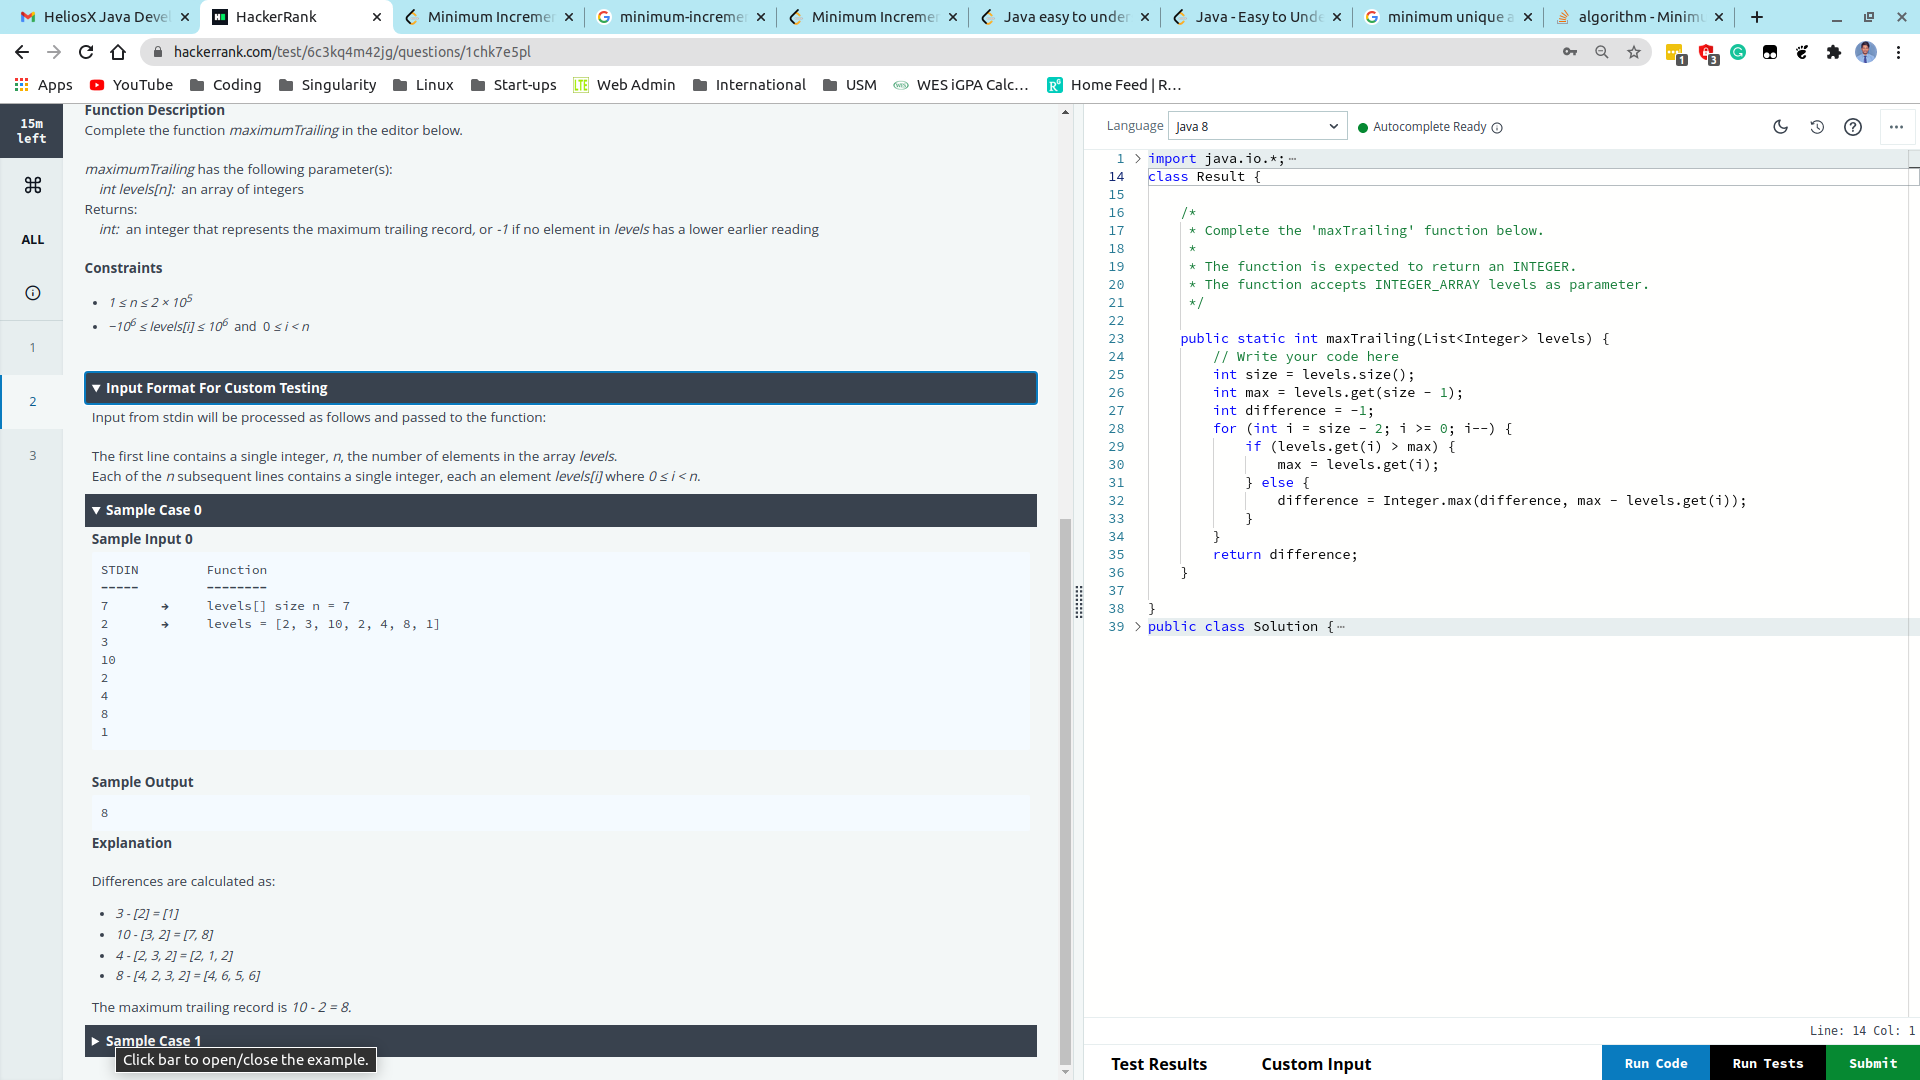 HeliosX Java Devel
HackerRank
Minimum Increme
minimum-increme
Minimum Increme
Java easy to under
Java - Easy to Unde
minimum unique a
algorithm - Minimu
hackerrank.com/test/6c3kq4m42jg/questions/1chk7e5pl
1
3
Apps
YouTube
Coding
Singularity
Linux
Start-ups
LTE
Web Admin
International
USM
WES iGPA Calc...
Home Feed | R...
15m
left
ALL
1
2
3
Function Description
Complete the function maximumTrailing in the editor below.
maximumTrailing has the following parameter(s):
int levels[n]:  an array of integers
Returns:
int:  an integer that represents the maximum trailing record, or -1 if no element in levels has a lower earlier reading
Constraints
• 1 ≤ n ≤ 2 × 10^5
• −10^6 ≤ levels[i] ≤ 10^6 and 0 ≤ i < n
▼ Input Format For Custom Testing
Input from stdin will be processed as follows and passed to the function:
The first line contains a single integer, n, the number of elements in the array levels.
Each of the n subsequent lines contains a single integer, each an element levels[i] where 0 ≤ i < n.
▼ Sample Case 0
Sample Input 0
STDIN Function
----- --------
7 → levels[] size n = 7
2 → levels = [2, 3, 10, 2, 4, 8, 1]
3
10
2
4
8
1
Sample Output
8
Explanation
Differences are calculated as:
• 3 - [2] = [1]
• 10 - [3, 2] = [7, 8]
• 4 - [2, 3, 2] = [2, 1, 2]
• 8 - [4, 2, 3, 2] = [4, 6, 5, 6]
The maximum trailing record is 10 - 2 = 8.
▶ Sample Case 1
Click bar to open/close the example.
Language Java 8 Autocomplete Ready
1 import java.io.*;⋯
14 class Result {
15
16 /*
17 * Complete the 'maxTrailing' function below.
18 *
19 * The function is expected to return an INTEGER.
20 * The function accepts INTEGER_ARRAY levels as parameter.
21 */
22
23 public static int maxTrailing(List<Integer> levels) {
24 // Write your code here
25 int size = levels.size();
26 int max = levels.get(size - 1);
27 int difference = -1;
28 for (int i = size - 2; i >= 0; i--) {
29 if (levels.get(i) > max) {
30 max = levels.get(i);
31 } else {
32 difference = Integer.max(difference, max - levels.get(i));
33 }
34 }
35 return difference;
36 }
37
38 }
39 public class Solution {⋯
Line: 14 Col: 1
Test Results
Custom Input
Run Code
Run Tests
Submit